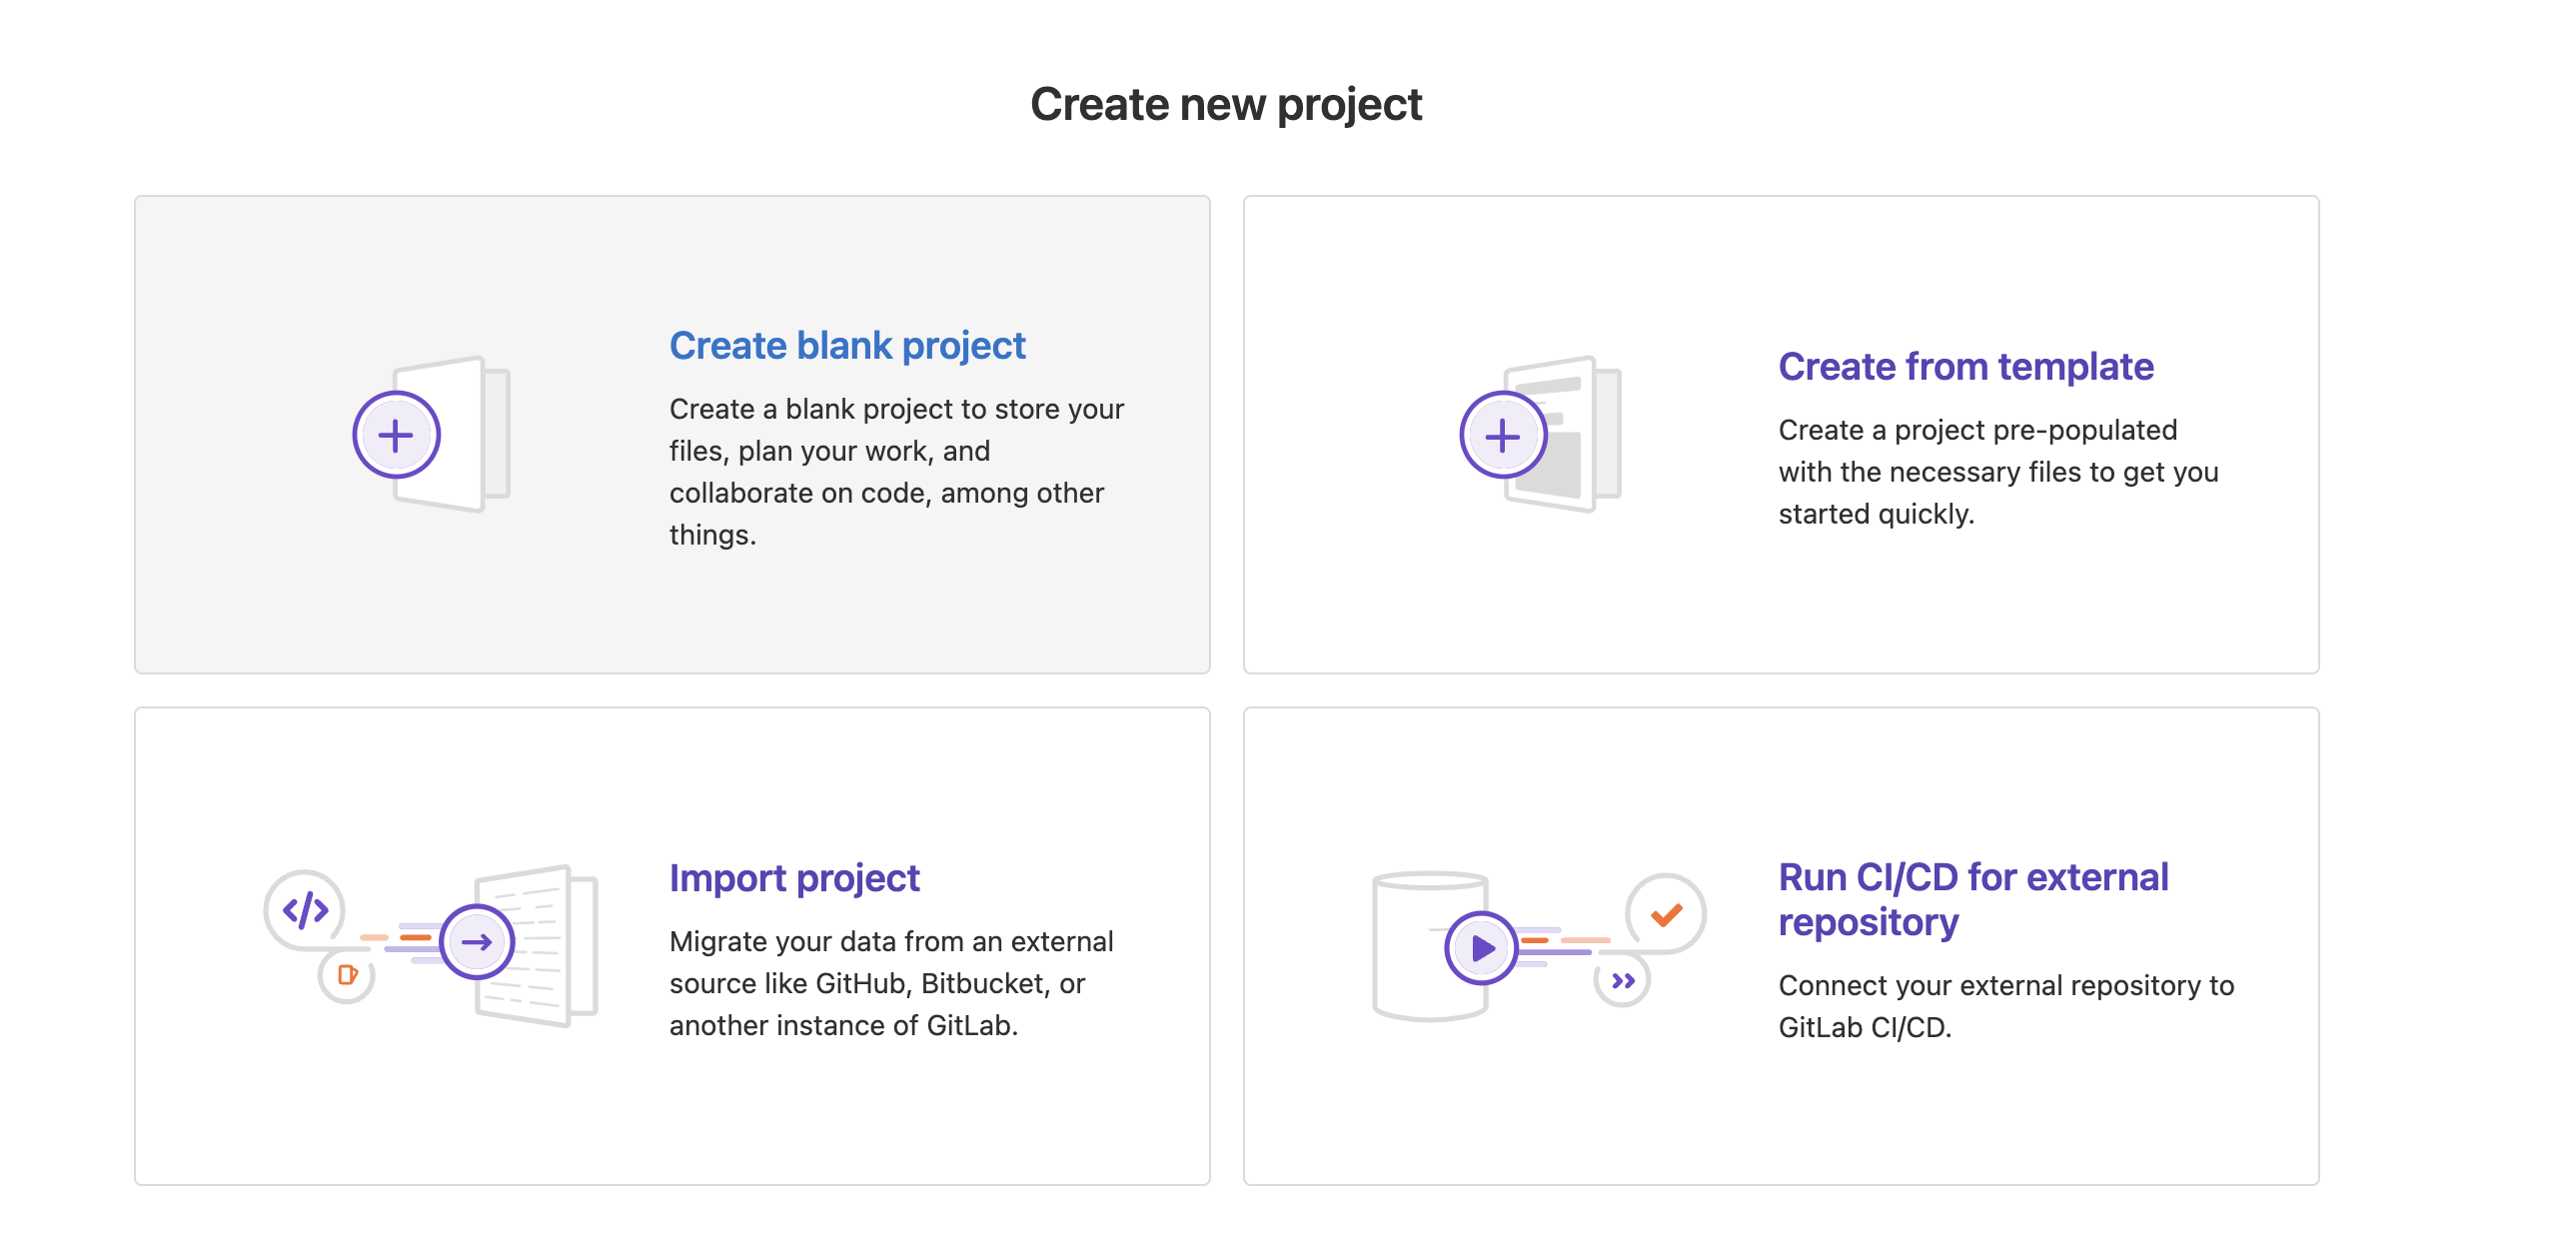 Create new project
Create blank project
Create a blank project to store your
files, plan your work, and
collaborate on code, among other
things.
Create from template
Create a project pre-populated
with the necessary files to get you
started quickly.
Import project
Migrate your data from an external
source like GitHub, Bitbucket, or
another instance of GitLab.
Run CI/CD for external
repository
Connect your external repository to
GitLab CI/CD.